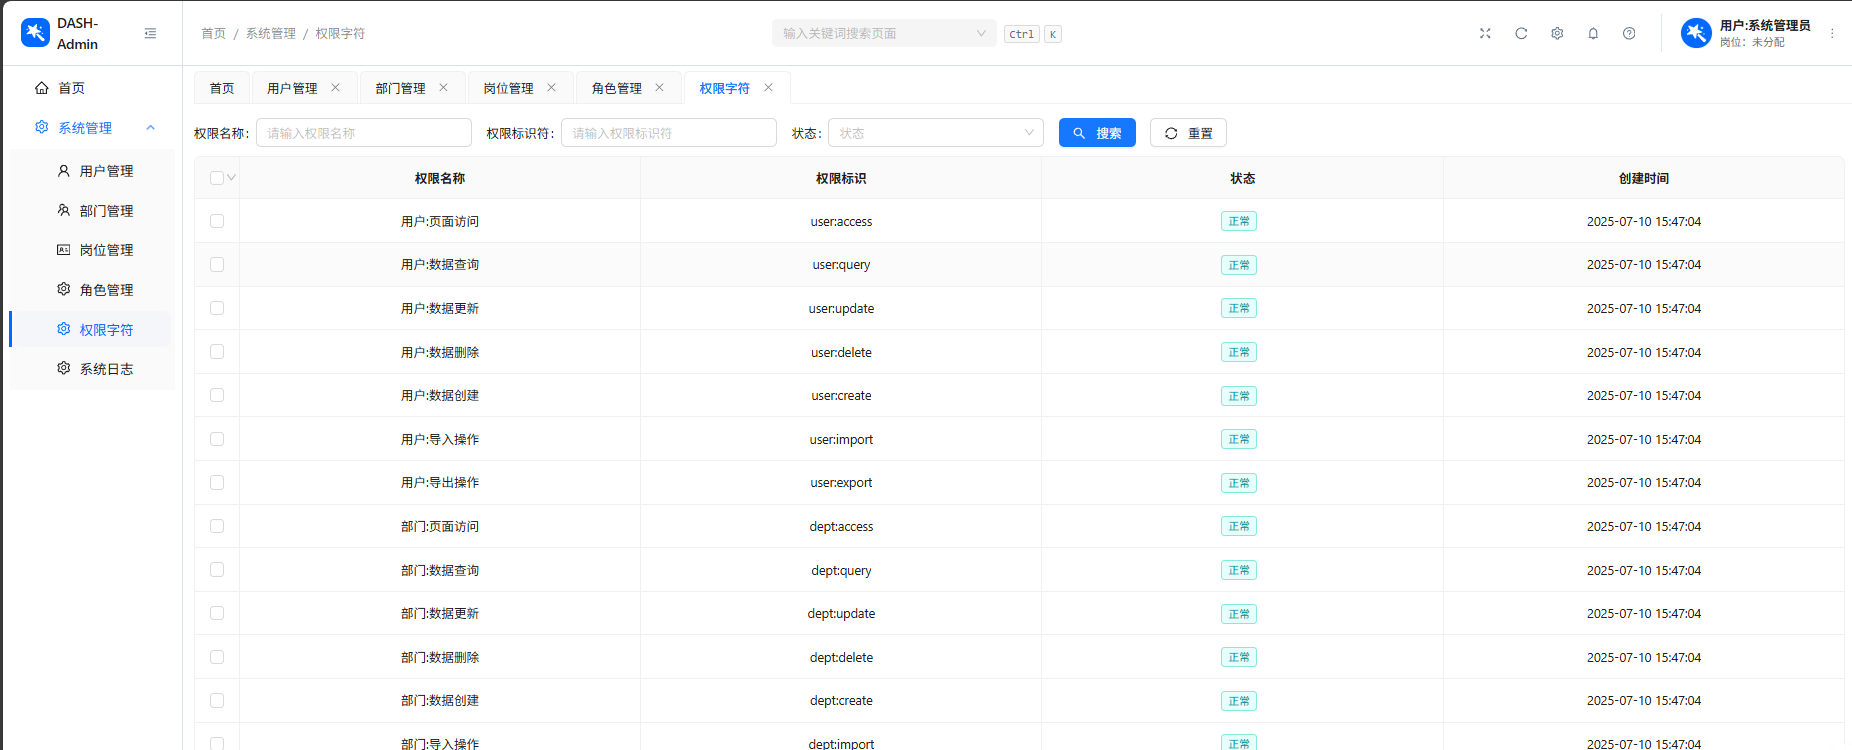 DASH-
Admin
首页 / 系统管理 / 权限字符
输入关键词搜索页面
Ctrl K
用户:系统管理员
岗位：未分配
首页
系统管理
用户管理
部门管理
岗位管理
角色管理
权限字符
系统日志
首页 用户管理 部门管理 岗位管理 角色管理 权限字符
权限名称： 请输入权限名称 权限标识符： 请输入权限标识符 状态： 状态 搜索 重置
权限名称 权限标识 状态 创建时间
用户:页面访问 user:access 正常 2025-07-10 15:47:04
用户:数据查询 user:query 正常 2025-07-10 15:47:04
用户:数据更新 user:update 正常 2025-07-10 15:47:04
用户:数据删除 user:delete 正常 2025-07-10 15:47:04
用户:数据创建 user:create 正常 2025-07-10 15:47:04
用户:导入操作 user:import 正常 2025-07-10 15:47:04
用户:导出操作 user:export 正常 2025-07-10 15:47:04
部门:页面访问 dept:access 正常 2025-07-10 15:47:04
部门:数据查询 dept:query 正常 2025-07-10 15:47:04
部门:数据更新 dept:update 正常 2025-07-10 15:47:04
部门:数据删除 dept:delete 正常 2025-07-10 15:47:04
部门:数据创建 dept:create 正常 2025-07-10 15:47:04
部门:导入操作 dept:import 正常 2025-07-10 15:47:04